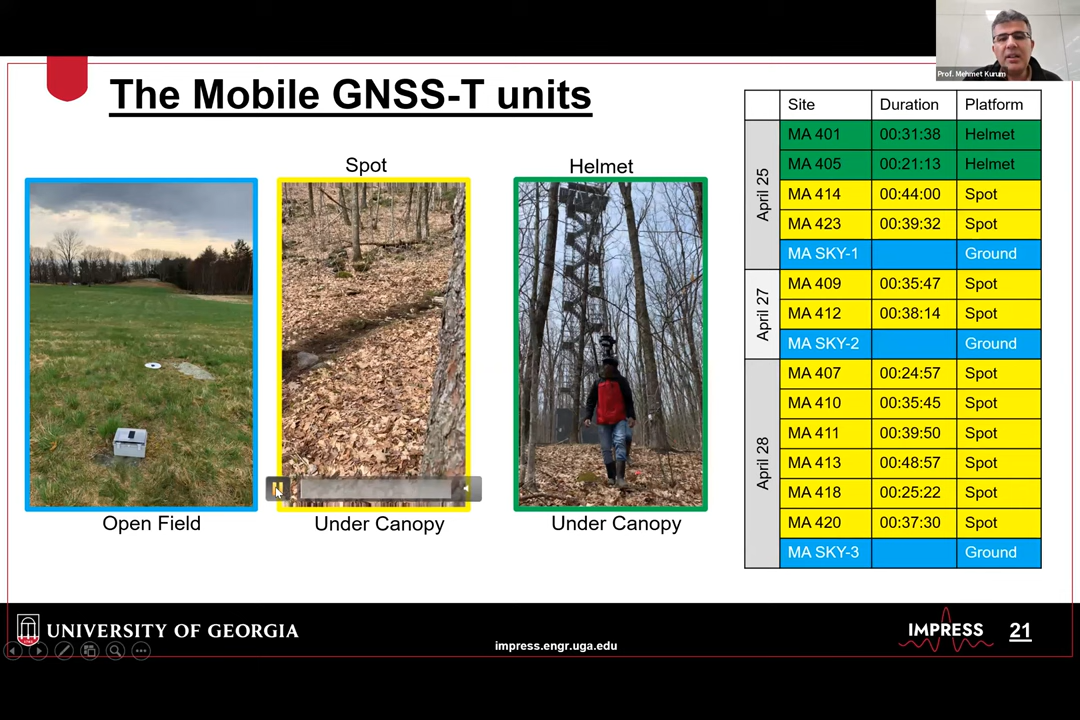 Prof. Mehmet Kurum
The Mobile GNSS-T units
Spot
Helmet
Open Field
Under Canopy
Under Canopy
Site Duration Platform
April 25
MA 401 00:31:38 Helmet
MA 405 00:21:13 Helmet
MA 414 00:44:00 Spot
MA 423 00:39:32 Spot
MA SKY-1 Ground
April 27
MA 409 00:35:47 Spot
MA 412 00:38:14 Spot
MA SKY-2 Ground
April 28
MA 407 00:24:57 Spot
MA 410 00:35:45 Spot
MA 411 00:39:50 Spot
MA 413 00:48:57 Spot
MA 418 00:25:22 Spot
MA 420 00:37:30 Spot
MA SKY-3 Ground
UNIVERSITY OF GEORGIA
impress.engr.uga.edu
IMPRESS
21